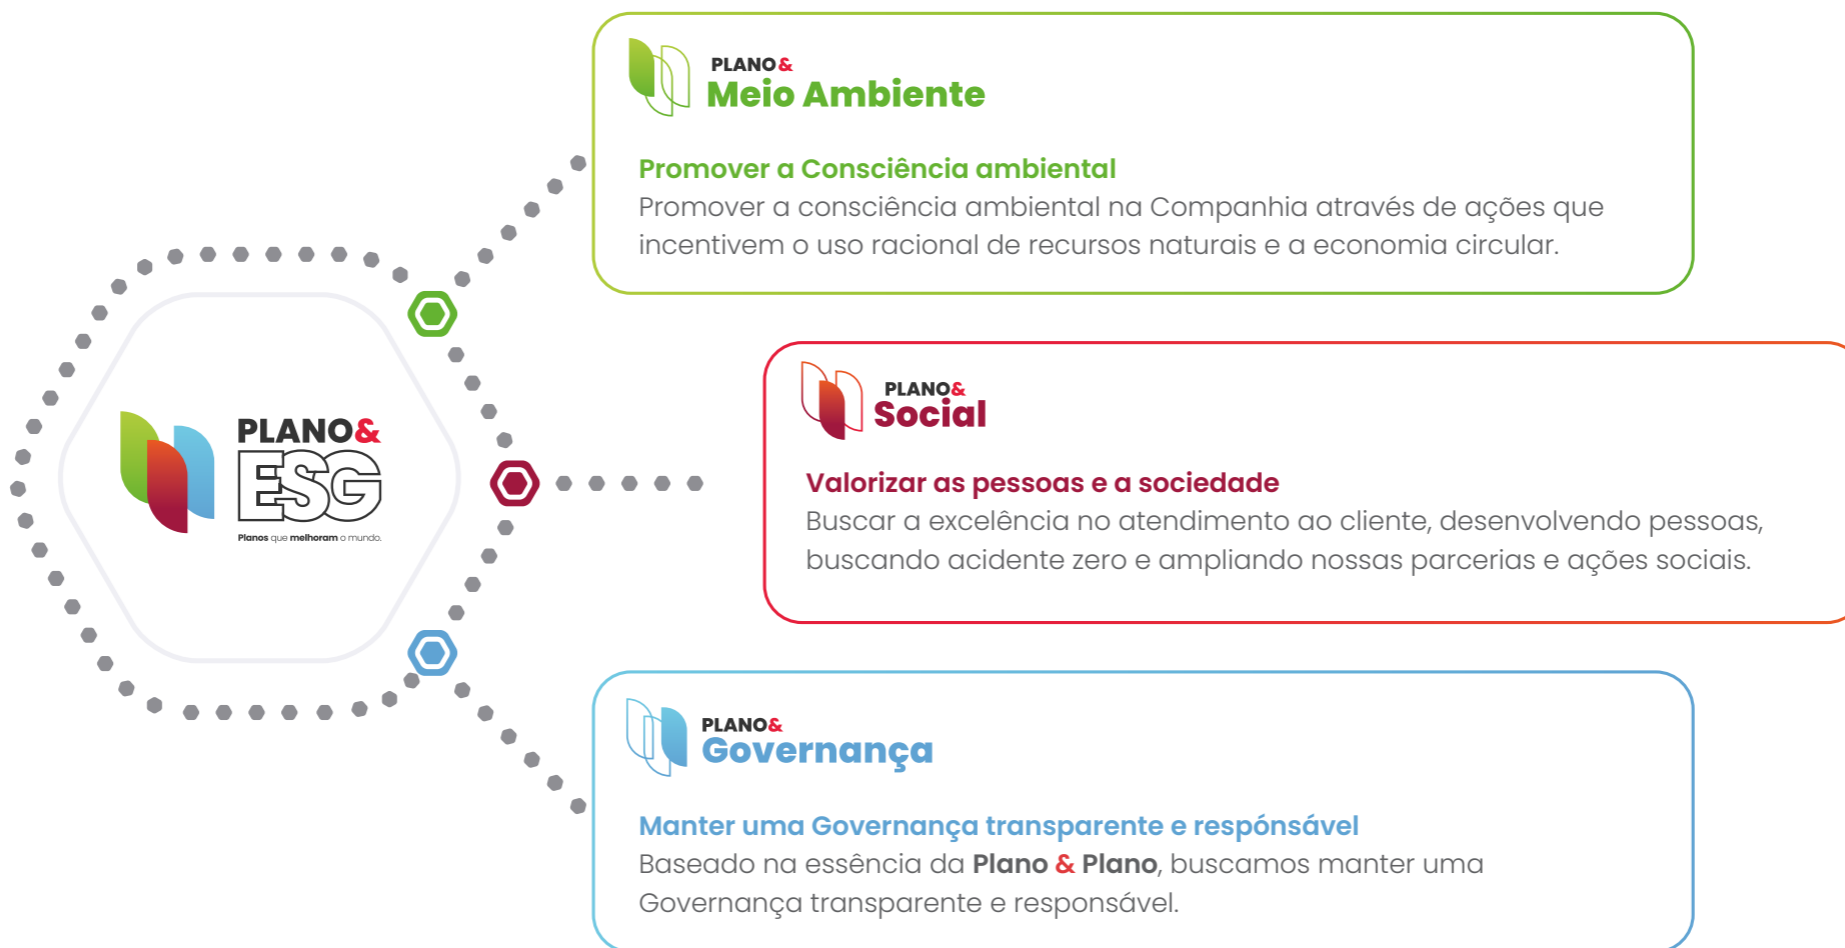 PLANO&
Meio Ambiente
Promover a Consciência ambiental
Promover a consciência ambiental na Companhia através de ações que
incentivem o uso racional de recursos naturais e a economia circular.
PLANO&
Social
Valorizar as pessoas e a sociedade
Buscar a excelência no atendimento ao cliente, desenvolvendo pessoas,
buscando acidente zero e ampliando nossas parcerias e ações sociais.
PLANO&
ESG
Planos que melhoram o mundo.
PLANO&
Governança
Manter uma Governança transparente e respónsável
Baseado na essência da Plano & Plano, buscamos manter uma
Governança transparente e responsável.